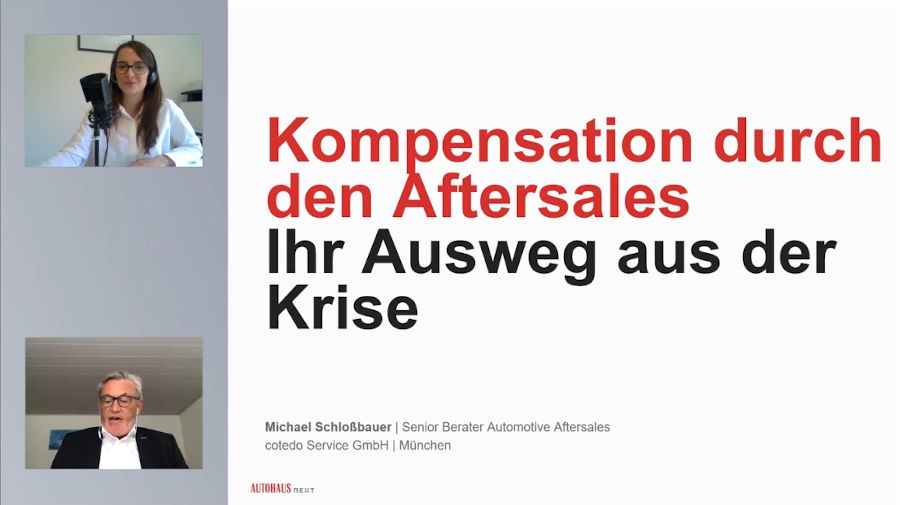 Kompensation durch
den Aftersales
Ihr Ausweg aus der
Krise
Michael Schloßbauer | Senior Berater Automotive Aftersales
cotedo Service GmbH | München
AUTOHAUS next